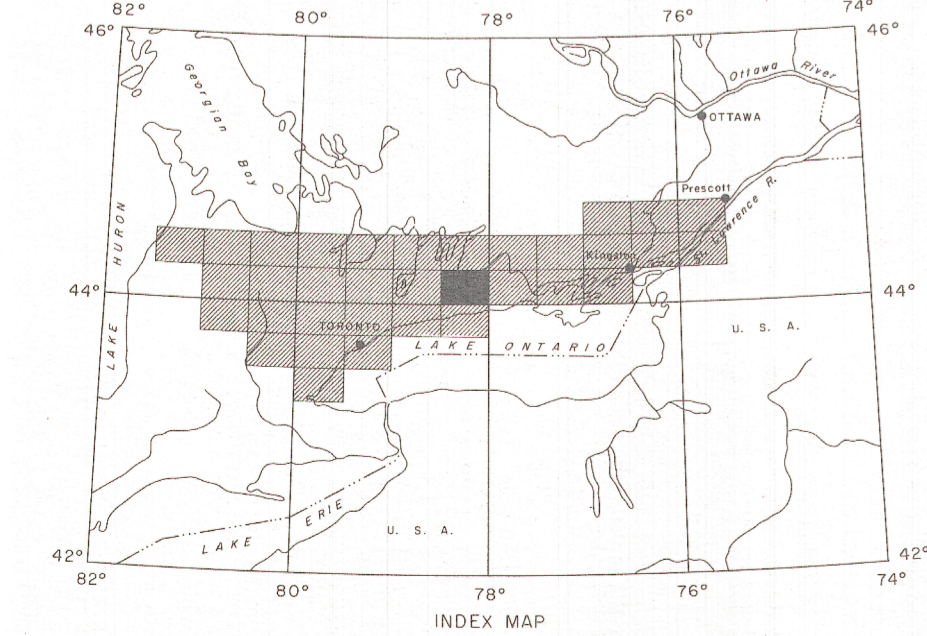 82°
80°
78°
76°
74°
46°
46°
Georgian
Bay
Ottawa River
OTTAWA
Prescott
St. Lawrence R.
Kingston
LAKE HURON
44°
44°
TORONTO
LAKE ONTARIO
U. S. A.
LAKE ERIE
U. S. A.
42°
42°
82°
80°
78°
76°
74°
INDEX MAP